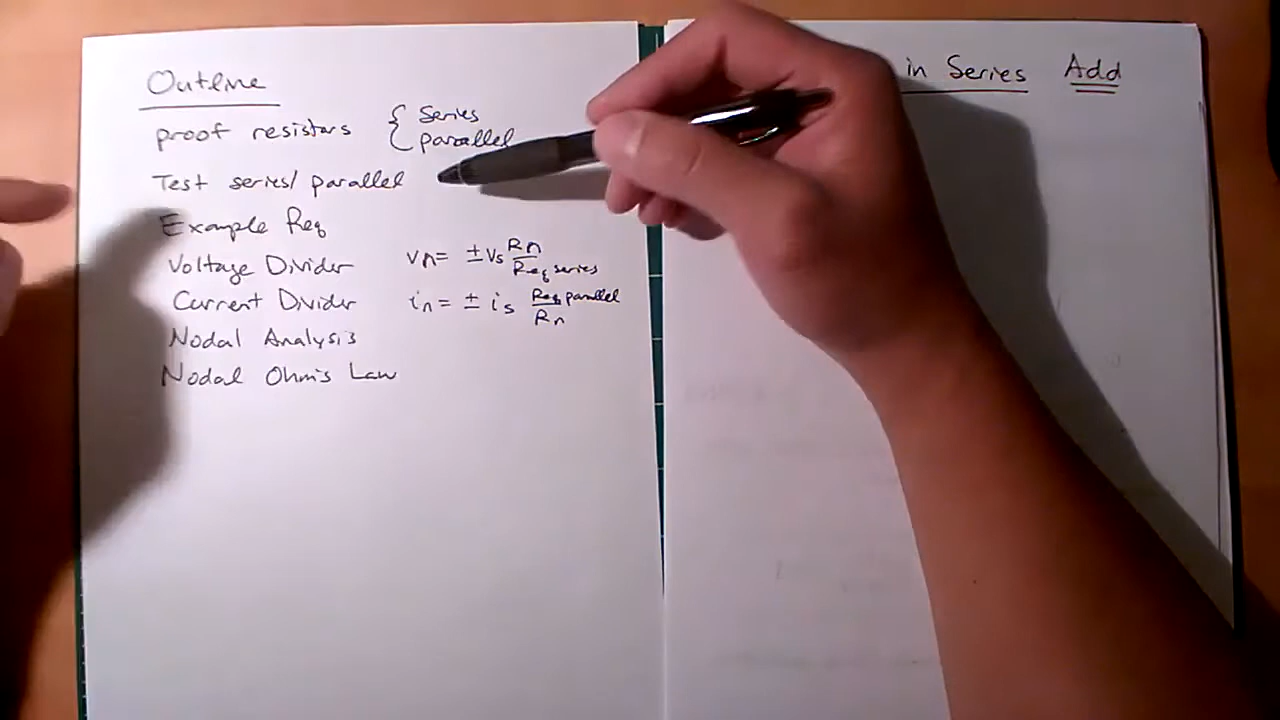 Outline
proof resistors { Series
parallel
Test series/parallel
Example Req
Voltage Divider vn = ±vs Rn/Req series
Current Divider in = ± is Req parallel/Rn
Nodal Analysis
Nodal Ohm's Law
in Series Add